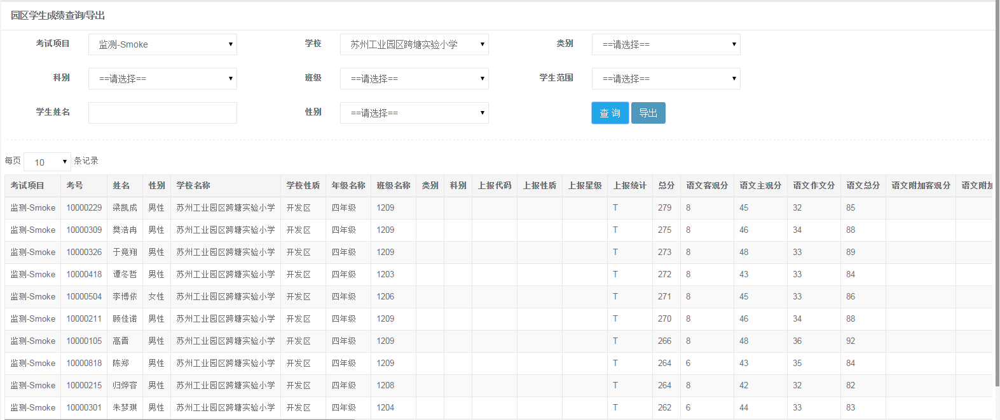 园区学生成绩查询/导出
考试项目 监测-Smoke 学校 苏州工业园区跨塘实验小学 类别 ==请选择==
科别 ==请选择== 班级 ==请选择== 学生范围 ==请选择==
学生姓名 性别 ==请选择== 查 询 导出
每页 10 条记录
考试项目 考号 姓名 性别 学校名称 学校性质 年级名称 班级名称 类别 科别 上报代码 上报性质 上报星级 上报统计 总分 语文客观分 语文主观分 语文作文分 语文总分 语文附加客观分 语文附加
监测-Smoke 10000229 梁凯成 男性 苏州工业园区跨塘实验小学 开发区 四年级 1209 T 279 8 45 32 85
监测-Smoke 10000309 樊浩冉 男性 苏州工业园区跨塘实验小学 开发区 四年级 1209 T 275 8 46 34 88
监测-Smoke 10000326 于竟翔 男性 苏州工业园区跨塘实验小学 开发区 四年级 1209 T 273 8 48 33 89
监测-Smoke 10000418 谭冬哲 男性 苏州工业园区跨塘实验小学 开发区 四年级 1203 T 272 8 43 33 84
监测-Smoke 10000504 李博依 女性 苏州工业园区跨塘实验小学 开发区 四年级 1206 T 271 8 45 33 86
监测-Smoke 10000211 顾佳诺 男性 苏州工业园区跨塘实验小学 开发区 四年级 1209 T 270 8 46 34 88
监测-Smoke 10000105 高晋 男性 苏州工业园区跨塘实验小学 开发区 四年级 1209 T 266 8 48 36 92
监测-Smoke 10000818 陈郑 男性 苏州工业园区跨塘实验小学 开发区 四年级 1209 T 264 6 43 35 84
监测-Smoke 10000215 归烨容 男性 苏州工业园区跨塘实验小学 开发区 四年级 1208 T 264 8 42 32 82
监测-Smoke 10000301 朱梦琪 男性 苏州工业园区跨塘实验小学 开发区 四年级 1204 T 262 6 44 33 83